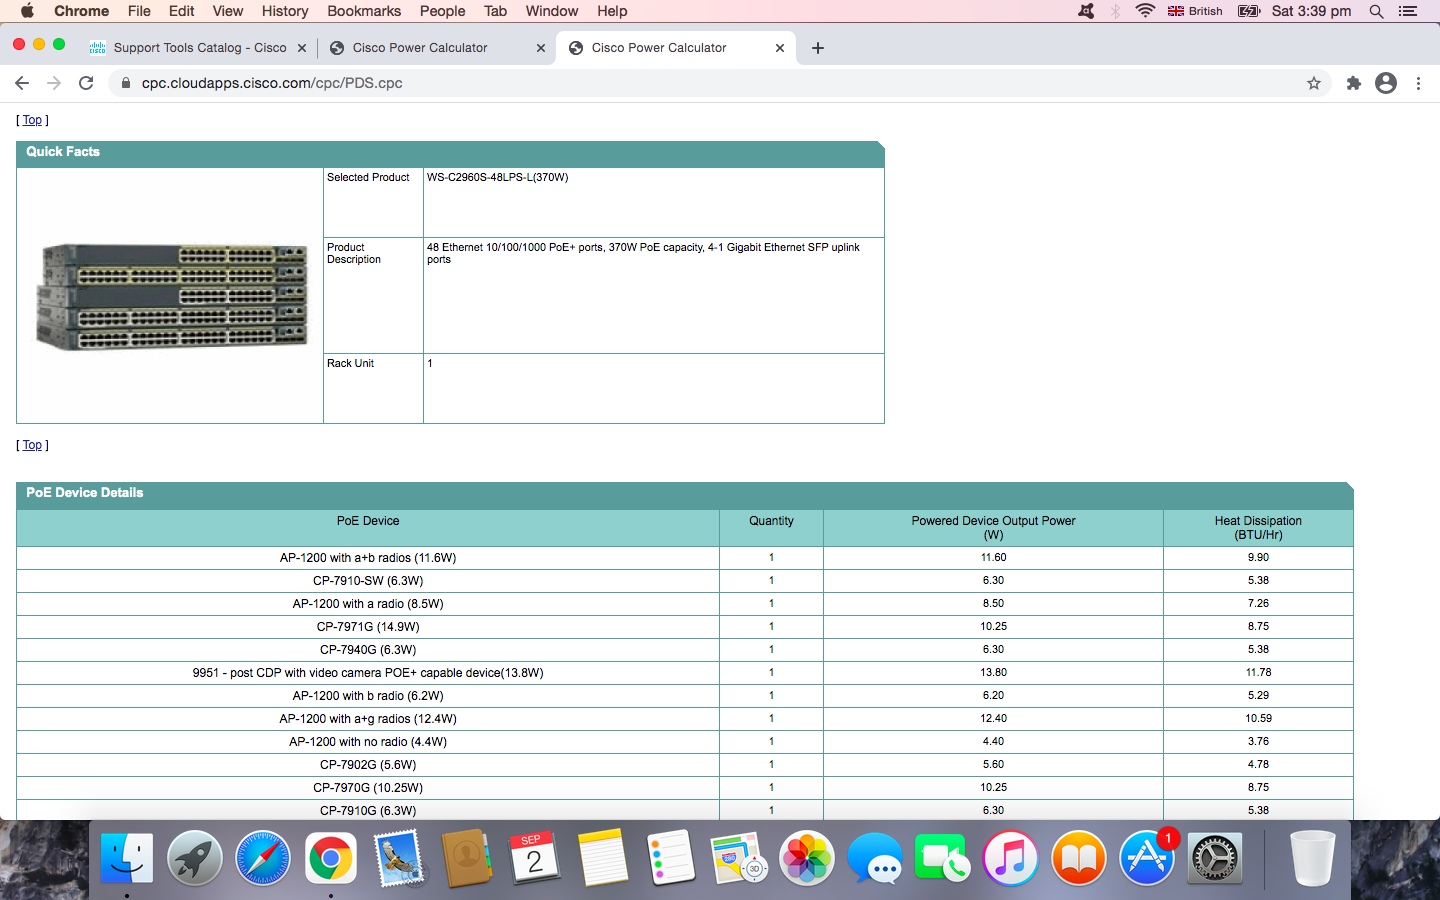 Chrome File Edit View History Bookmarks People Tab Window Help British Sat 3:39 pm
CISCO Support Tools Catalog - Cisco Cisco Power Calculator Cisco Power Calculator
cpc.cloudapps.cisco.com/cpc/PDS.cpc
[ Top ]
Quick Facts
Selected Product WS-C2960S-48LPS-L(370W)
Product Description 48 Ethernet 10/100/1000 PoE+ ports, 370W PoE capacity, 4-1 Gigabit Ethernet SFP uplink
ports
Rack Unit 1
[ Top ]
PoE Device Details
PoE Device Quantity Powered Device Output Power (W) Heat Dissipation (BTU/Hr)
AP-1200 with a+b radios (11.6W) 1 11.60 9.90
CP-7910-SW (6.3W) 1 6.30 5.38
AP-1200 with a radio (8.5W) 1 8.50 7.26
CP-7971G (14.9W) 1 10.25 8.75
CP-7940G (6.3W) 1 6.30 5.38
9951 - post CDP with video camera POE+ capable device(13.8W) 1 13.80 11.78
AP-1200 with b radio (6.2W) 1 6.20 5.29
AP-1200 with a+g radios (12.4W) 1 12.40 10.59
AP-1200 with no radio (4.4W) 1 4.40 3.76
CP-7902G (5.6W) 1 5.60 4.78
CP-7970G (10.25W) 1 10.25 8.75
CP-7910G (6.3W) 1 6.30 5.38
SEP
2
280
3D
1